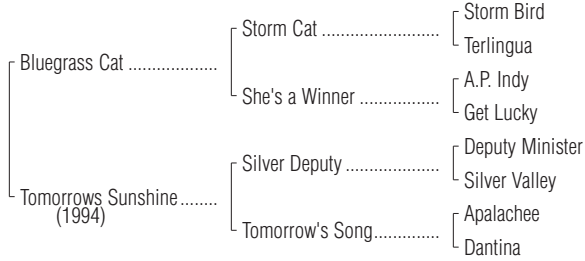 Storm Bird
Storm Cat ..........................
Terlingua
Bluegrass Cat ....................
A.P. Indy
She's a Winner ..................
Get Lucky
Deputy Minister
Silver Deputy .....................
Silver Valley
Tomorrows Sunshine ........
(1994)
Apalachee
Tomorrow's Song ..............
Dantina